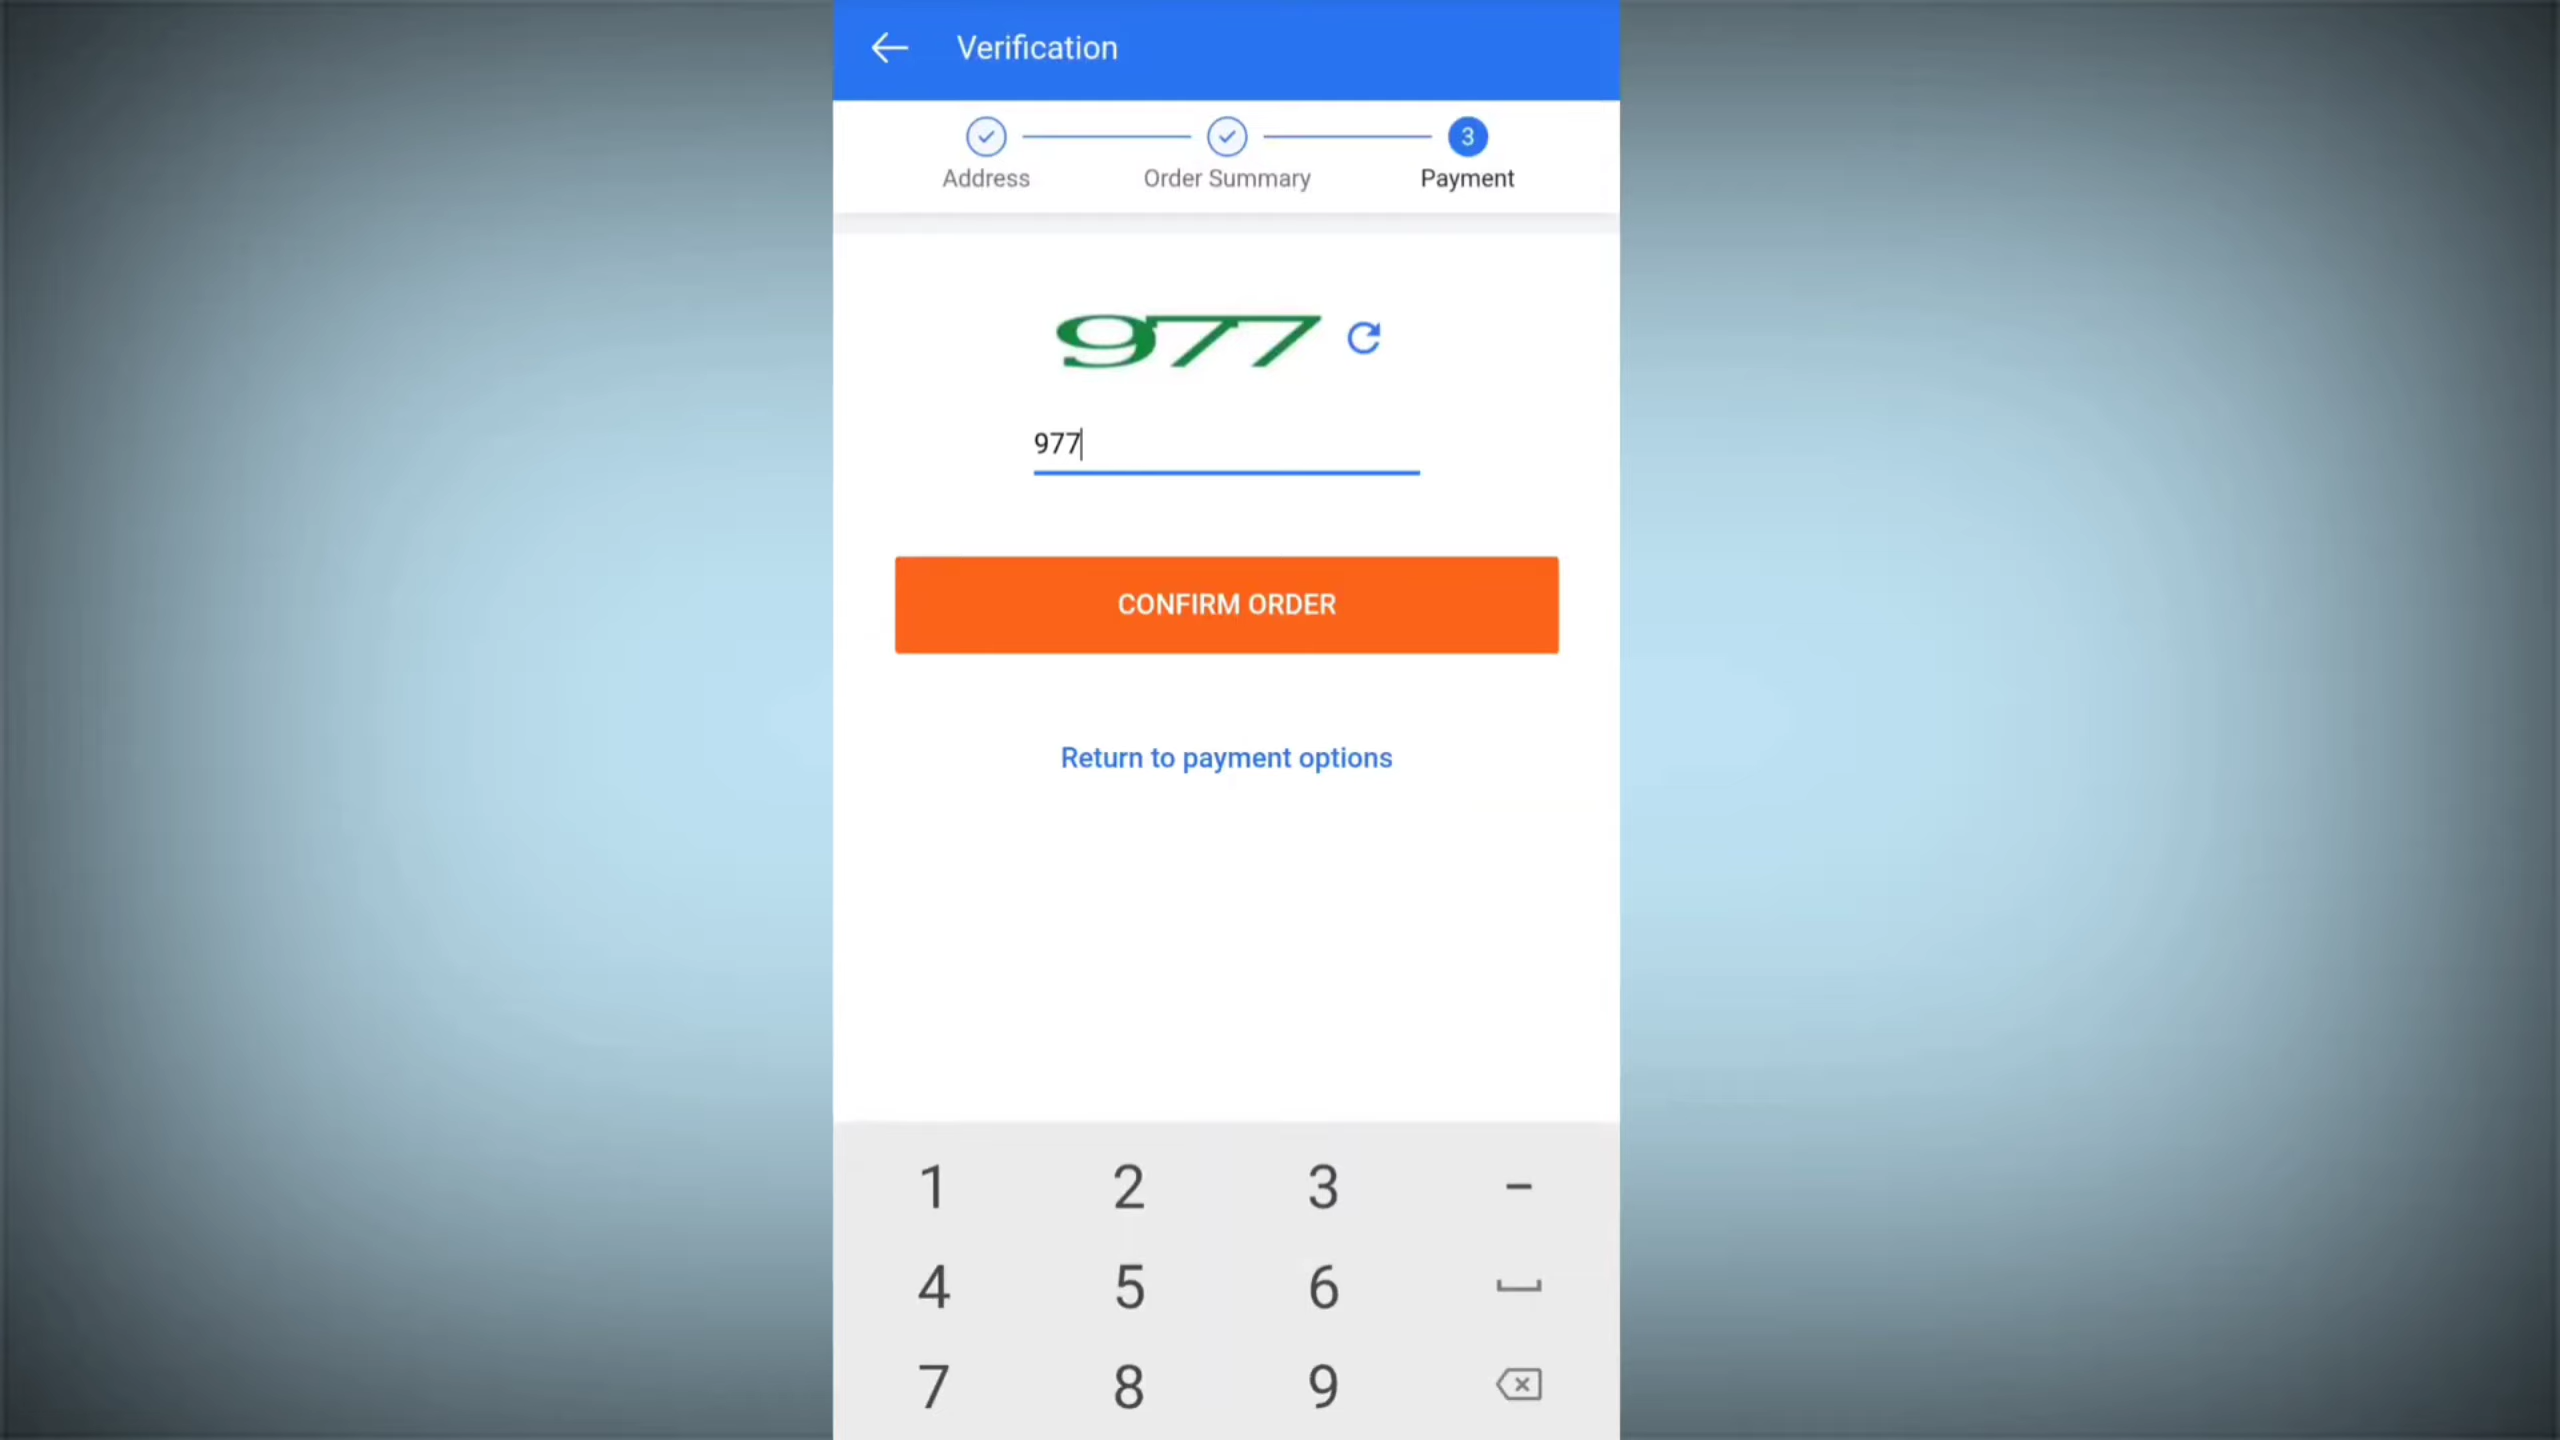 Verification
3
Address Order Summary Payment
977
977
CONFIRM ORDER
Return to payment options
1 2 3 -
4 5 6
7 8 9